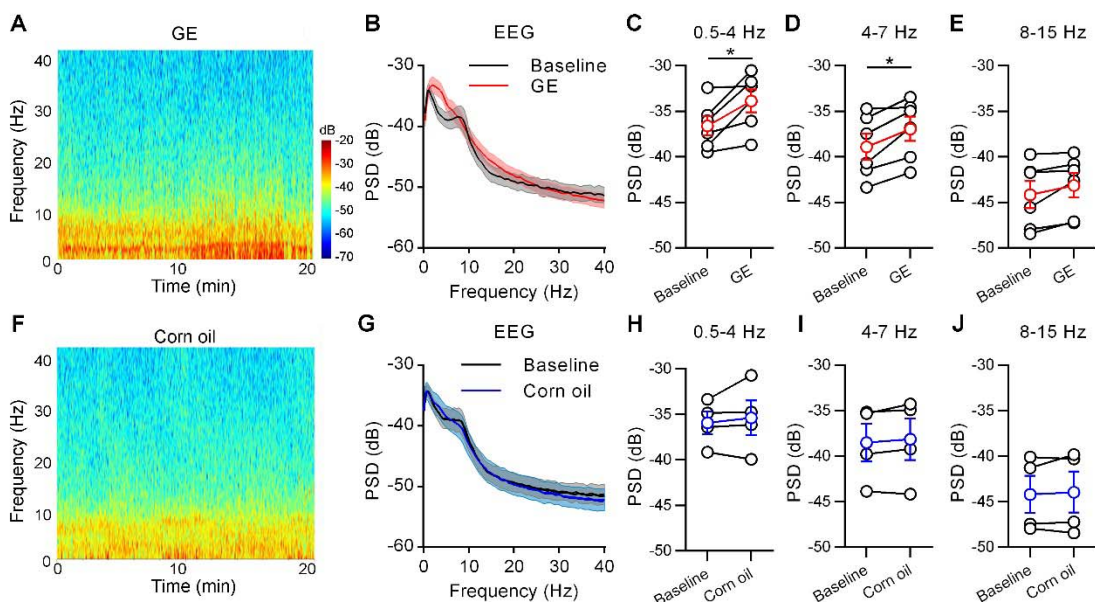 A GE
Frequency (Hz)
40
30
20
10
0
0 10 20
Time (min)
dB
-20
-30
-40
-50
-60
-70
B EEG
Baseline
GE
PSD (dB)
-30
-40
-50
-60
0 10 20 30 40
Frequency (Hz)
C 0.5-4 Hz
*
PSD (dB)
-30
-35
-40
-50
Baseline GE
D 4-7 Hz
*
PSD (dB)
-30
-35
-40
-45
-50
Baseline GE
E 8-15 Hz
PSD (dB)
-30
-35
-40
-45
-50
Baseline GE
F Corn oil
Frequency (Hz)
40
30
20
10
0
0 10 20
Time (min)
G EEG
Baseline
Corn oil
PSD (dB)
-30
-40
-50
-60
0 10 20 30 40
Frequency (Hz)
H 0.5-4 Hz
PSD (dB)
-30
-35
-40
-50
Baseline Corn oil
I 4-7 Hz
PSD (dB)
-30
-35
-40
-45
-50
Baseline Corn oil
J 8-15 Hz
PSD (dB)
-30
-35
-40
-45
-50
Baseline Corn oil